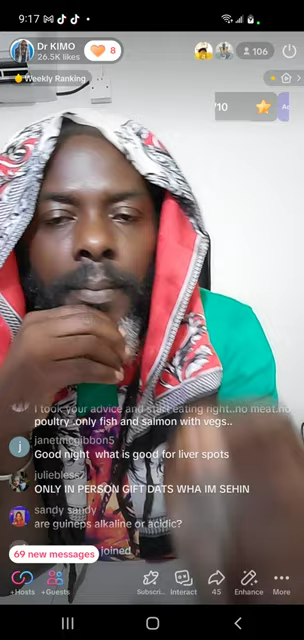 9:17
Dr KIMO
26.5K likes
8
106
Weekly Ranking
/10
Ac
I took your advice and start eating right..no meat.no
poultry .only fish and salmon with vegs..
janetmcgibbon5
Good night what is good for liver spots
juliebless
ONLY IN PERSON GIFT DATS WHA IM SEHIN
sandy sandy
are guineps alkaline or acidic?
69 new messages
joined
+Hosts
+Guests
Subscri...
Interact
45
Enhance
More